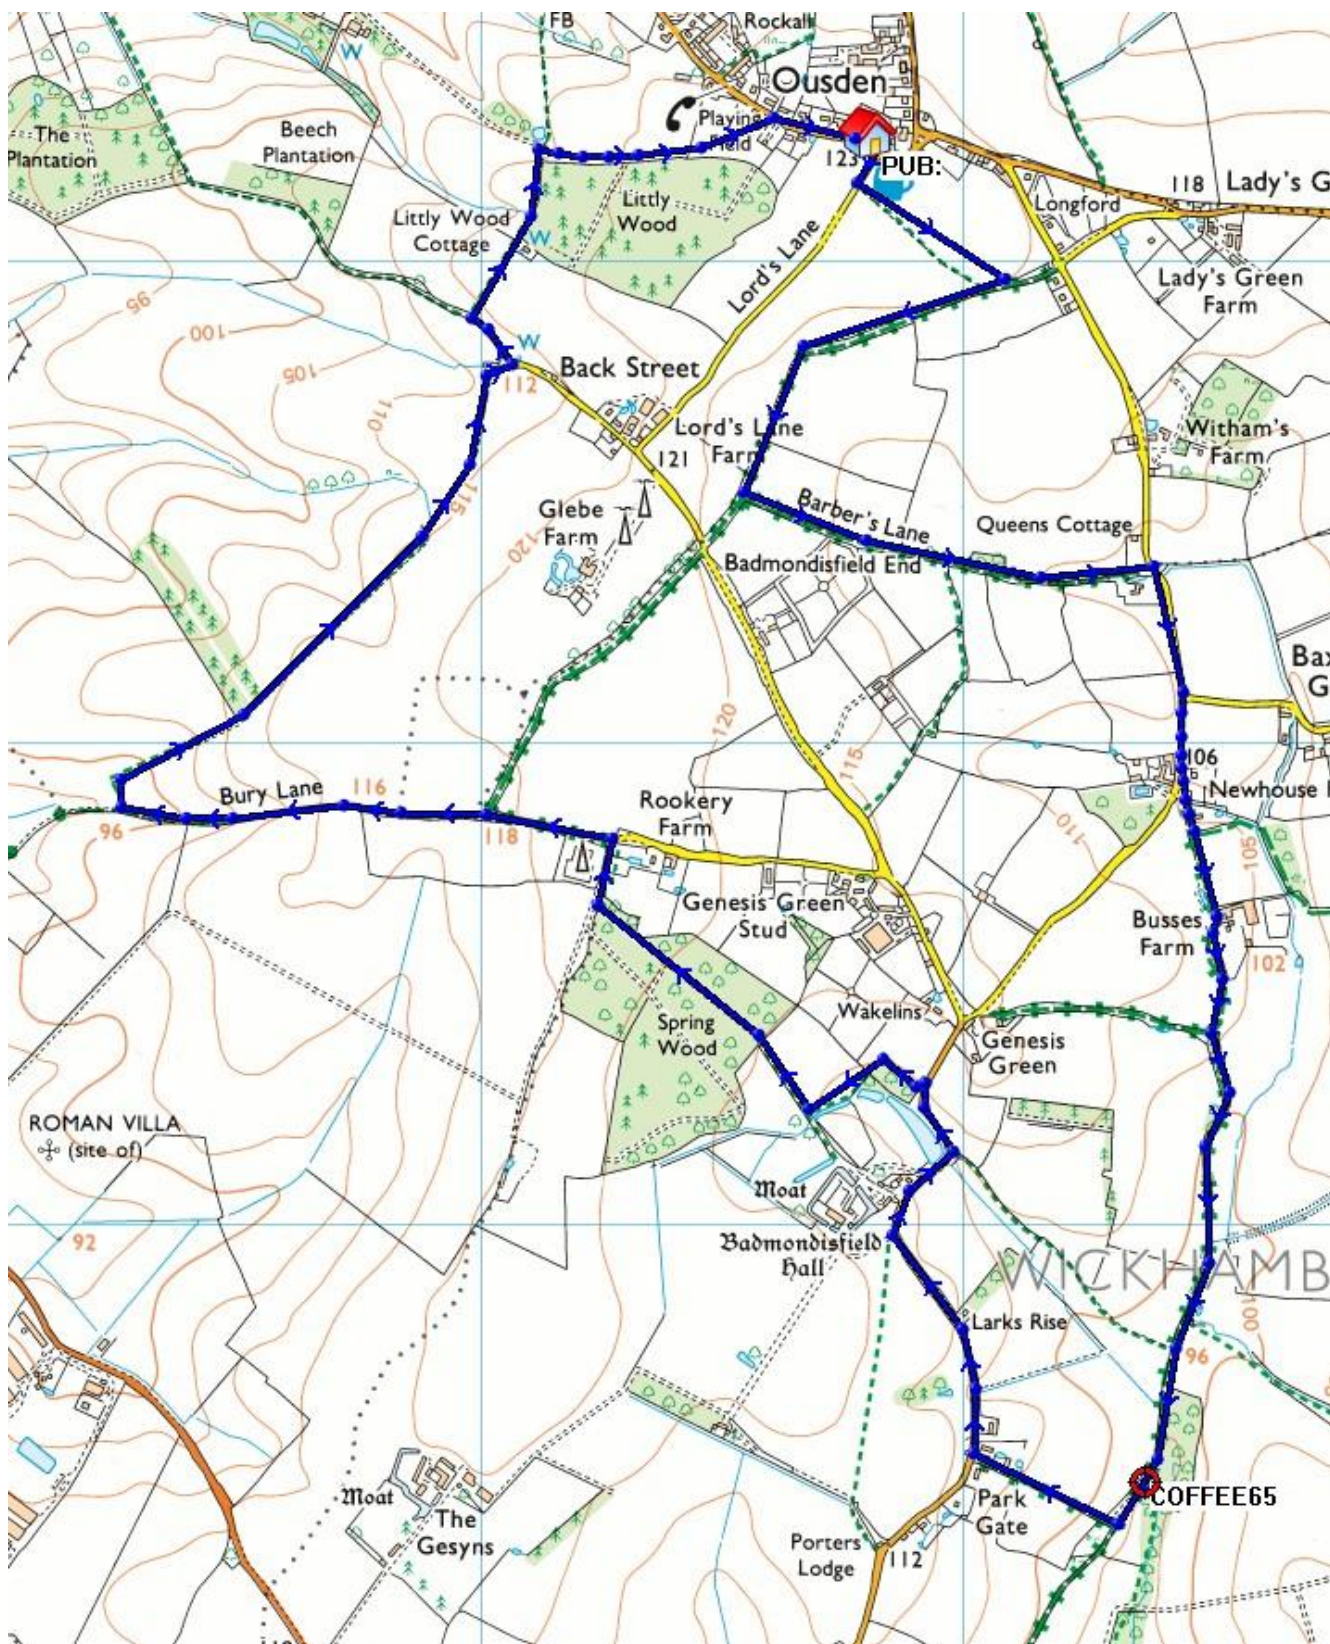 FB
Rockall
Ousden
The
Plantation
Beech
Plantation
Playing
Field
123
PUB:
118
Lady's G
Longford
Littly Wood
Cottage
Littly
Wood
Lord's Lane
W
W
W
Lady's Green
Farm
95
100
105
110
112
Back Street
115
Lord's Lane
Farm
121
Witham's
Farm
Glebe
Farm
120
Barber's Lane
Queens Cottage
Badmondisfield End
Bax
G
120
115
106
Newhouse
Bury Lane
116
Rookery
Farm
96
118
110
105
Genesis Green
Stud
Busses
Farm
102
Wakelins
Spring
Wood
Genesis
Green
ROMAN VILLA
(site of)
Moat
92
Badmondisfield
Hall
WICKHAMB
100
Larks Rise
96
Moat
The
Gesyns
COFFEE65
Park
Gate
Porters
Lodge
112